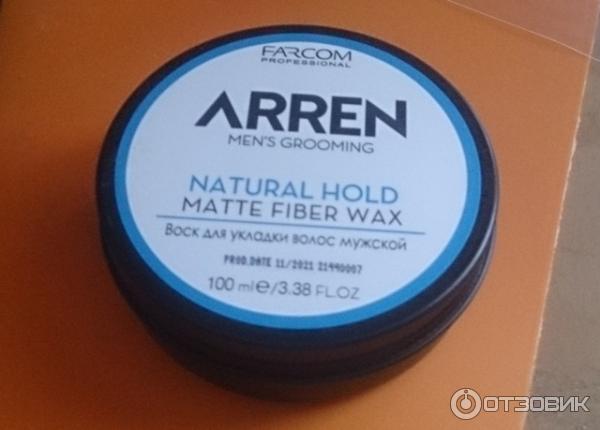 FARCOM
PROFESSIONAL
ARREN
MEN'S GROOMING
NATURAL HOLD
MATTE FIBER WAX
Воск для укладки волос мужской
PROD.DATE 11/2021 21990007
100 ml e/3.38 FL.OZ
ОТЗОВИК